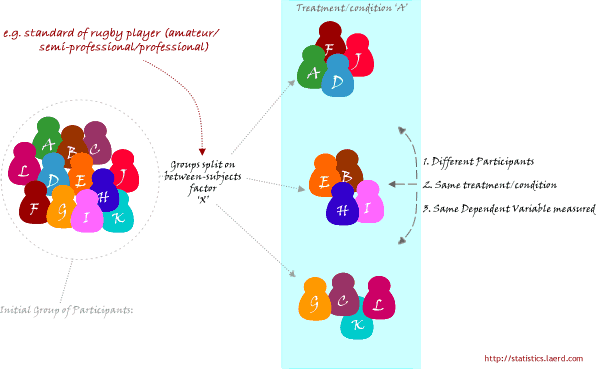 Treatment/condition 'A'
e.g. standard of rugby player (amateur/
semi-professional/professional)
F
J
A
D
A
B
C
L
D
E
J
H
F
G
I
K
Groups split on
between-subjects
factor
'X'
E
B
H
I
1. Different Participants
2. Same treatment/condition
3. Same Dependent Variable measured
G
C
L
K
Initial Group of Participants:
http://statistics.laerd.com